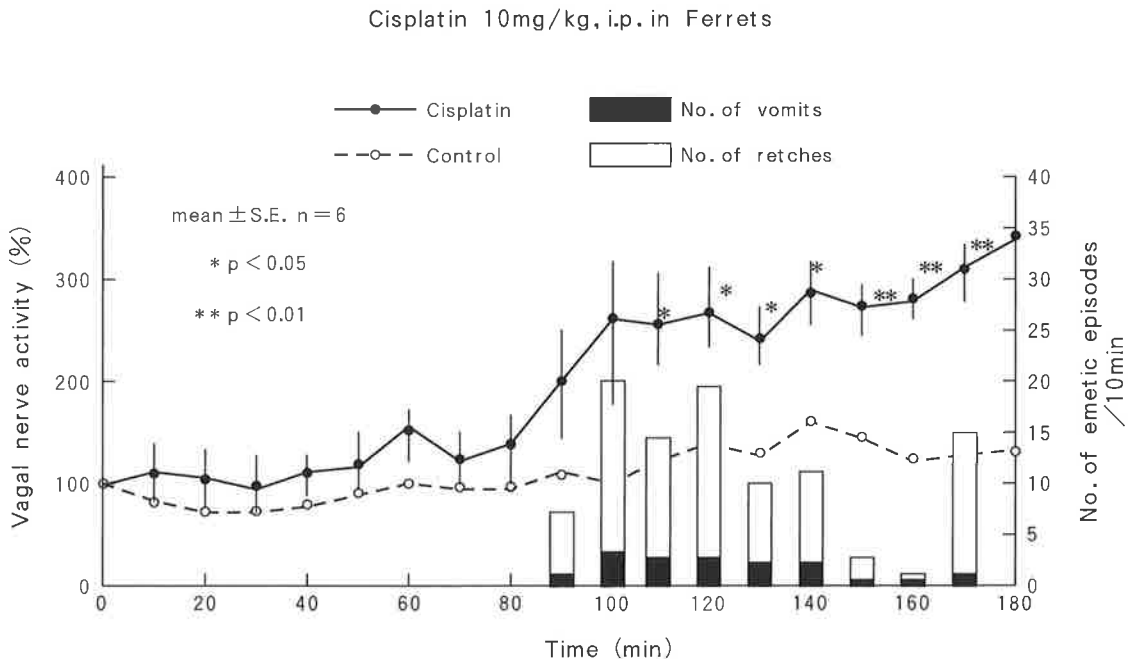 Cisplatin 10mg/kg, i.p. in Ferrets
Cisplatin
No. of vomits
Control
No. of retches
400
300
200
100
0
Vagal nerve activity (%)
mean ± S.E. n = 6
* p < 0.05
** p < 0.01
*
*
*
*
**
**
**
40
35
30
25
20
15
10
5
0
No. of emetic episodes
/10min
0 20 40 60 80 100 120 140 160 180
Time (min)